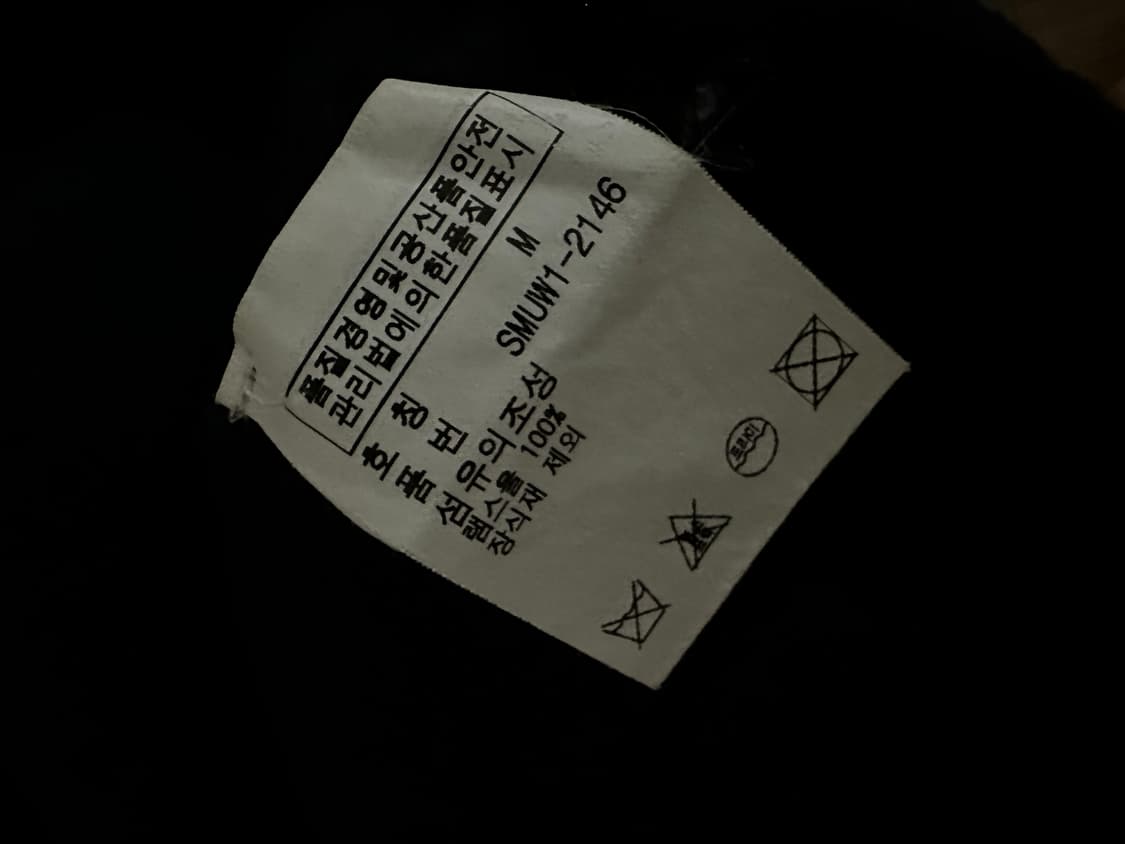 품질경영및공산품안전
관리법에의한품질표시
호 칭 M
품 번 SMUW1-2146
섬유의조성
램스울 100%
장식재 제외
드라이